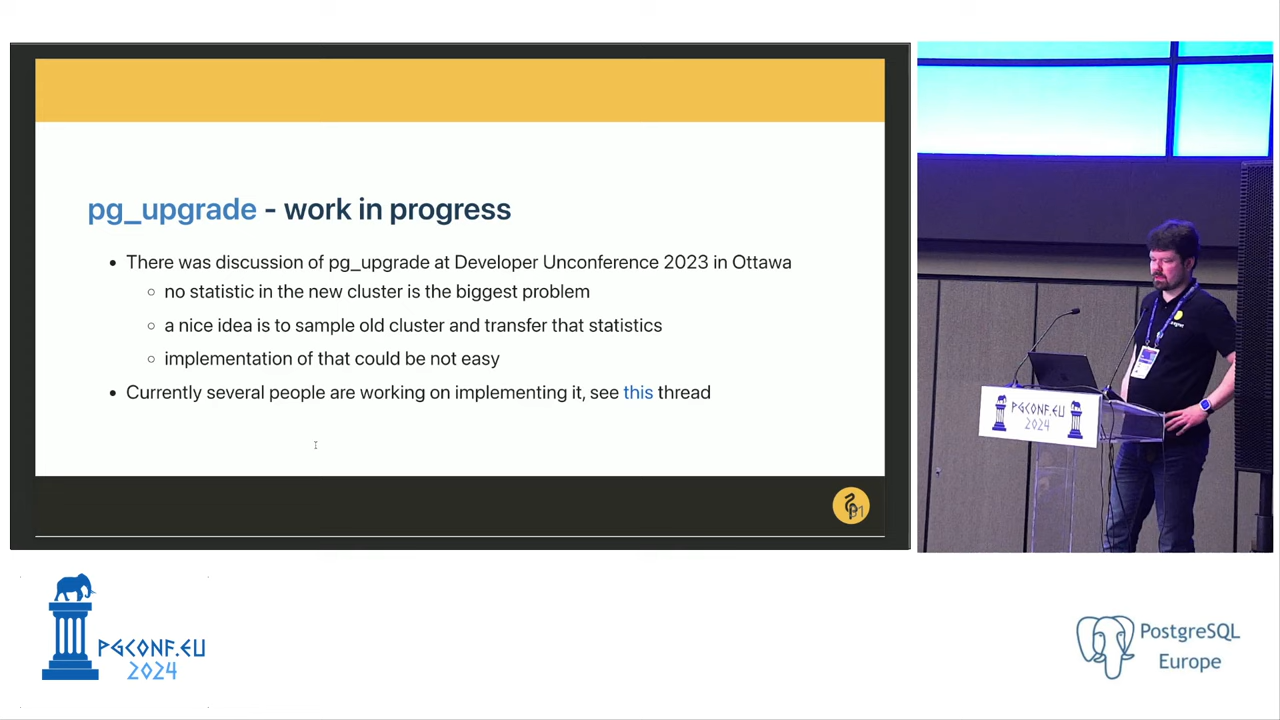 pg_upgrade - work in progress
There was discussion of pg_upgrade at Developer Unconference 2023 in Ottawa
no statistic in the new cluster is the biggest problem
a nice idea is to sample old cluster and transfer that statistics
implementation of that could be not easy
Currently several people are working on implementing it, see this thread
PGCONF.EU
2024
PGCONF.EU
2024
PostgreSQL
Europe